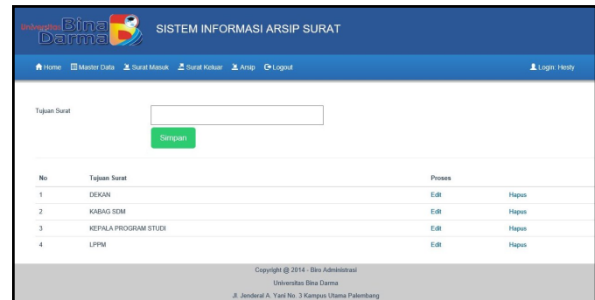 Universitas Bina Darma
SISTEM INFORMASI ARSIP SURAT
Home Master Data Surat Masuk Surat Keluar Arsip Logout Login: Hesty
Tujuan Surat
Simpan
No Tujuan Surat Proses
1 DEKAN Edit Hapus
2 KABAG SDM Edit Hapus
3 KEPALA PROGRAM STUDI Edit Hapus
4 LPPM Edit Hapus
Copyright @ 2014 - Biro Administrasi
Universitas Bina Darma
Jl. Jenderal A. Yani No. 3 Kampus Utama Palembang